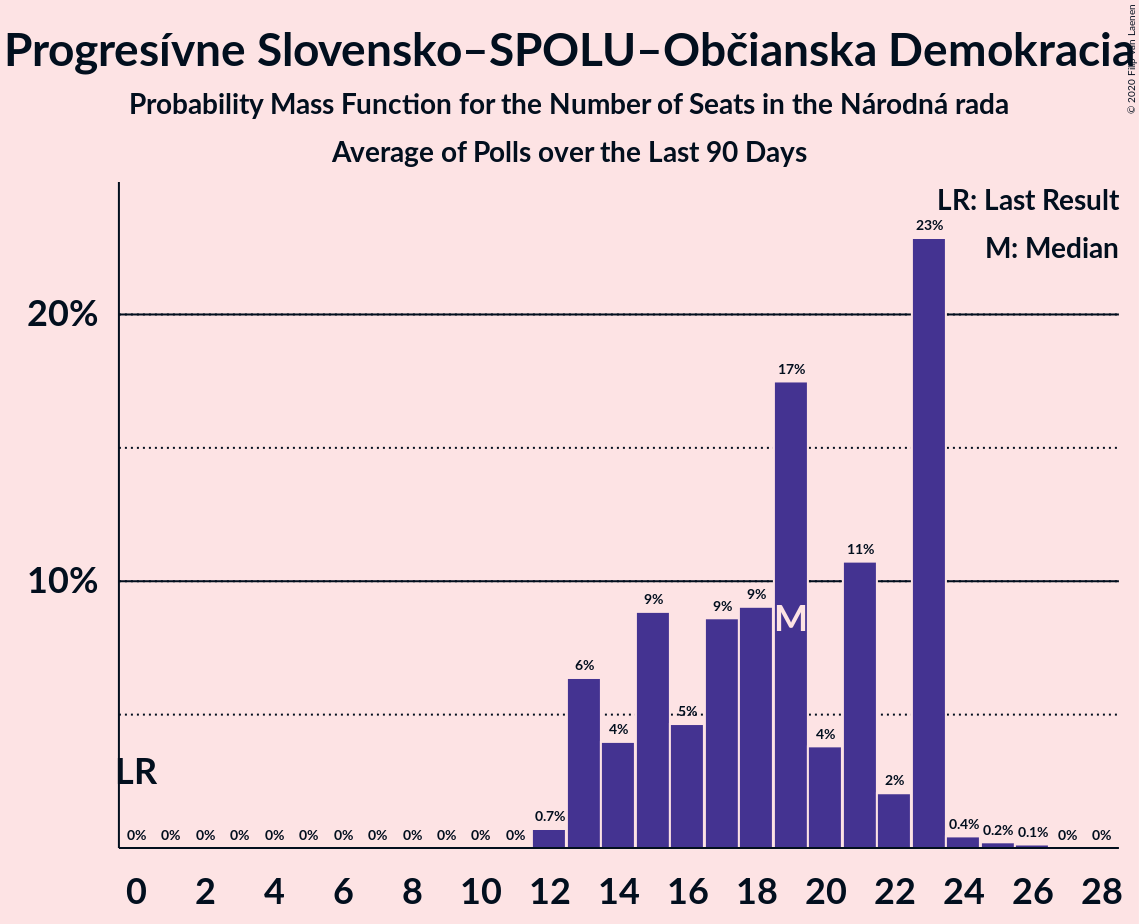 Progresívne Slovensko–SPOLU–Občianska Demokracia
Probability Mass Function for the Number of Seats in the Národná rada
Average of Polls over the Last 90 Days
© 2020 Filip van Laenen
LR: Last Result
M: Median
20%
10%
LR
M
0% 0% 0% 0% 0% 0% 0% 0% 0% 0% 0% 0% 0.7% 6% 4% 9% 5% 9% 9% 17% 4% 11% 2% 23% 0.4% 0.2% 0.1% 0% 0%
0 2 4 6 8 10 12 14 16 18 20 22 24 26 28